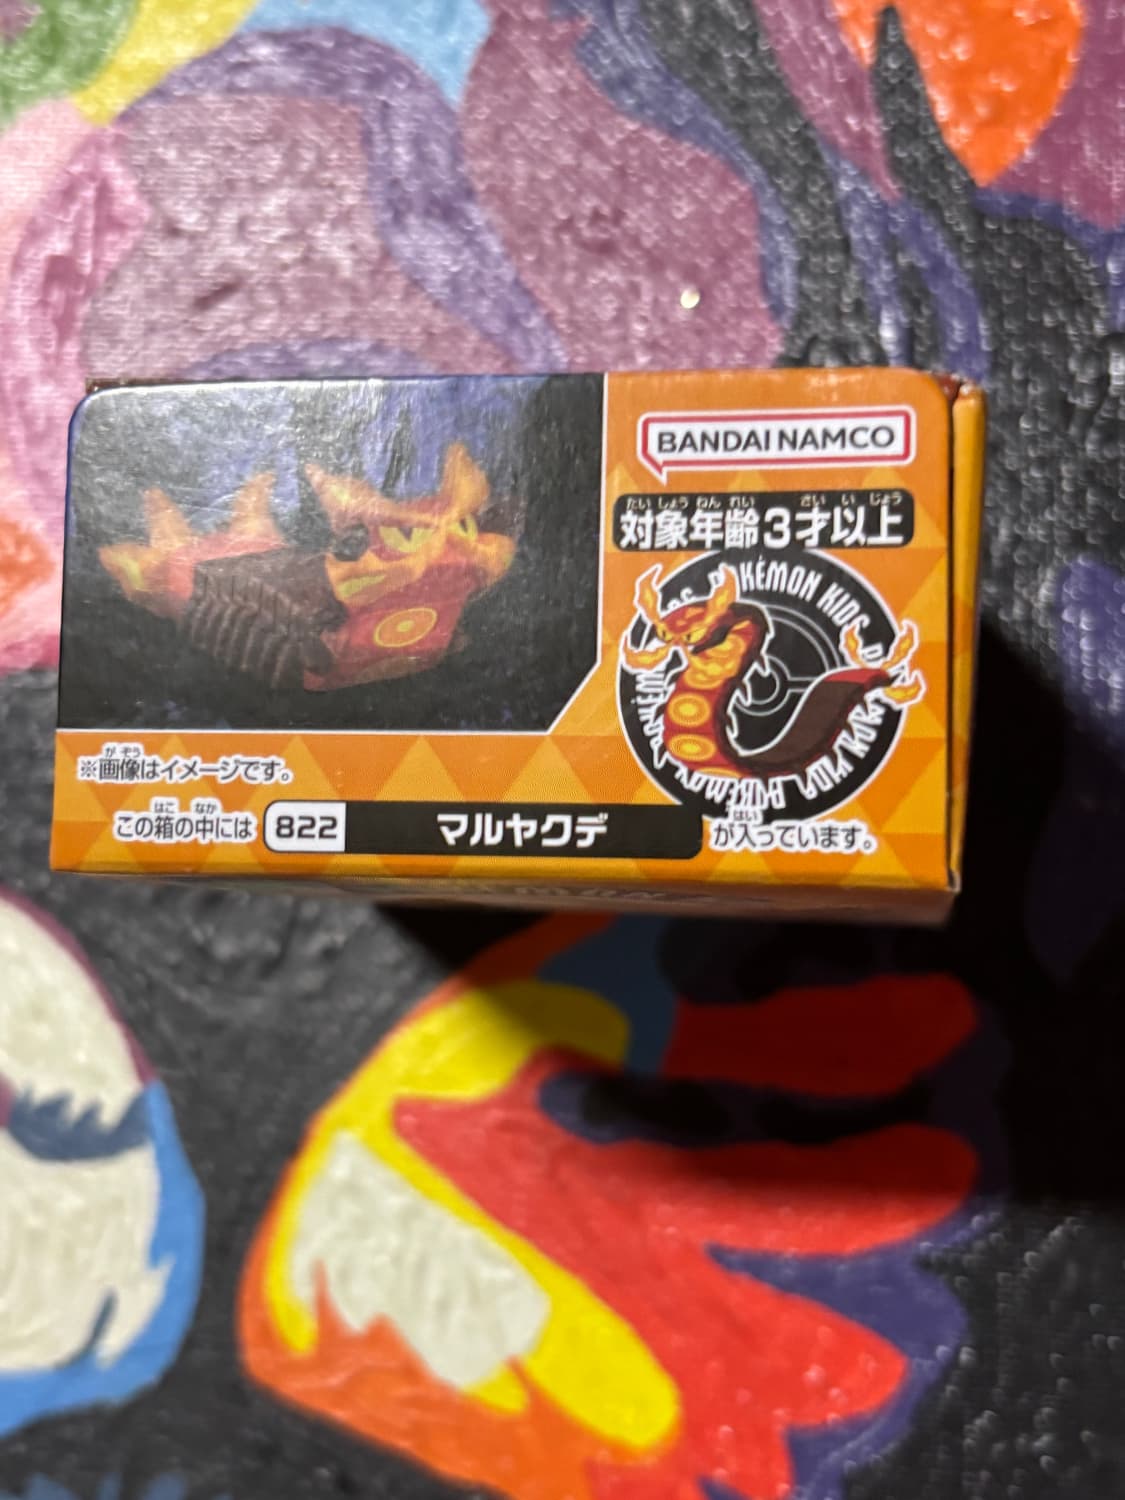 BANDAI NAMCO
たいしょうねんれい さい いじょう
対象年齢3才以上
POKÉMON KIDS
がぞう
※画像はイメージです。
はこ なか
この箱の中には 822 マルヤクデ が入っています。
はい